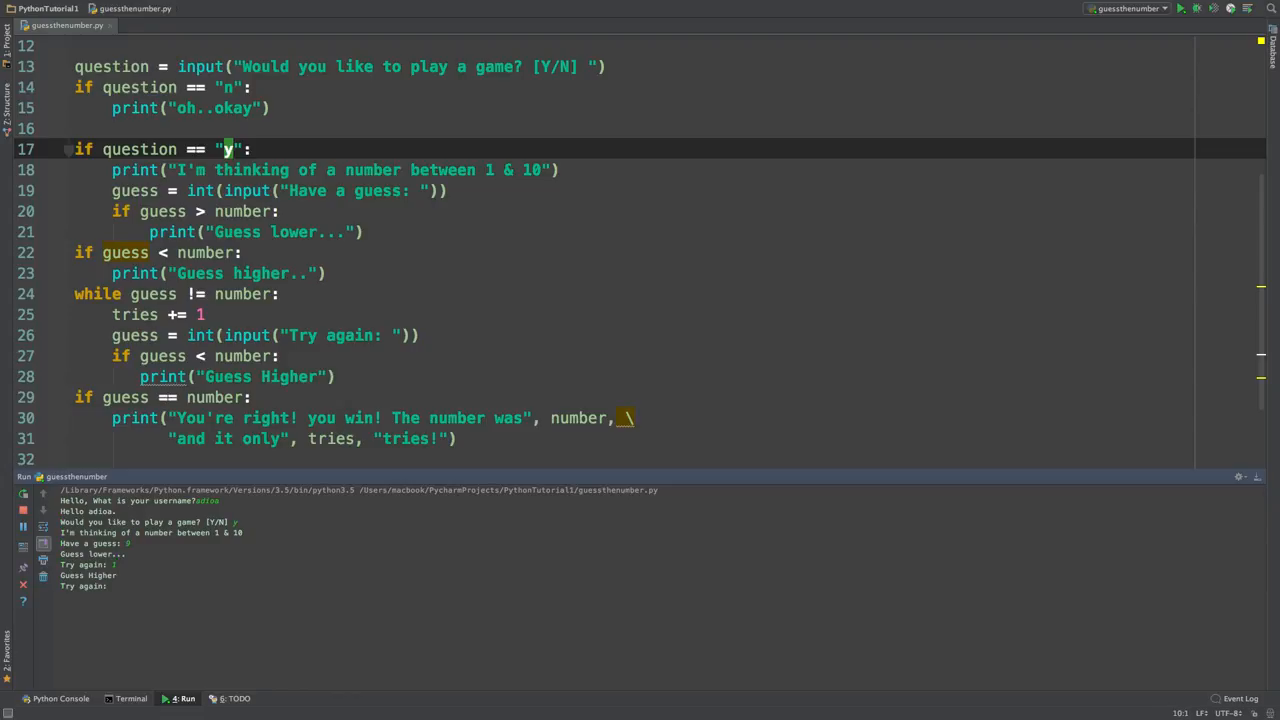 PythonTutorial1 guessthenumber.py guessthenumber
guessthenumber.py
1: Project
Z: Structure
2: Favorites
Database
12
13 question = input("Would you like to play a game? [Y/N] ")
14 if question == "n":
15 print("oh..okay")
16
17 if question == "y":
18 print("I'm thinking of a number between 1 & 10")
19 guess = int(input("Have a guess: "))
20 if guess > number:
21 print("Guess lower...")
22 if guess < number:
23 print("Guess higher..")
24 while guess != number:
25 tries += 1
26 guess = int(input("Try again: "))
27 if guess < number:
28 print("Guess Higher")
29 if guess == number:
30 print("You're right! you win! The number was", number, \
31 "and it only", tries, "tries!")
32
Run guessthenumber
/Library/Frameworks/Python.framework/Versions/3.5/bin/python3.5 /Users/macbook/PycharmProjects/PythonTutorial1/guessthenumber.py
Hello, What is your username?adioa
Hello adioa.
Would you like to play a game? [Y/N] y
I'm thinking of a number between 1 & 10
Have a guess: 9
Guess lower...
Try again: 1
Guess Higher
Try again:
Python Console Terminal 4: Run 6: TODO Event Log
10:1 LF÷ UTF-8÷